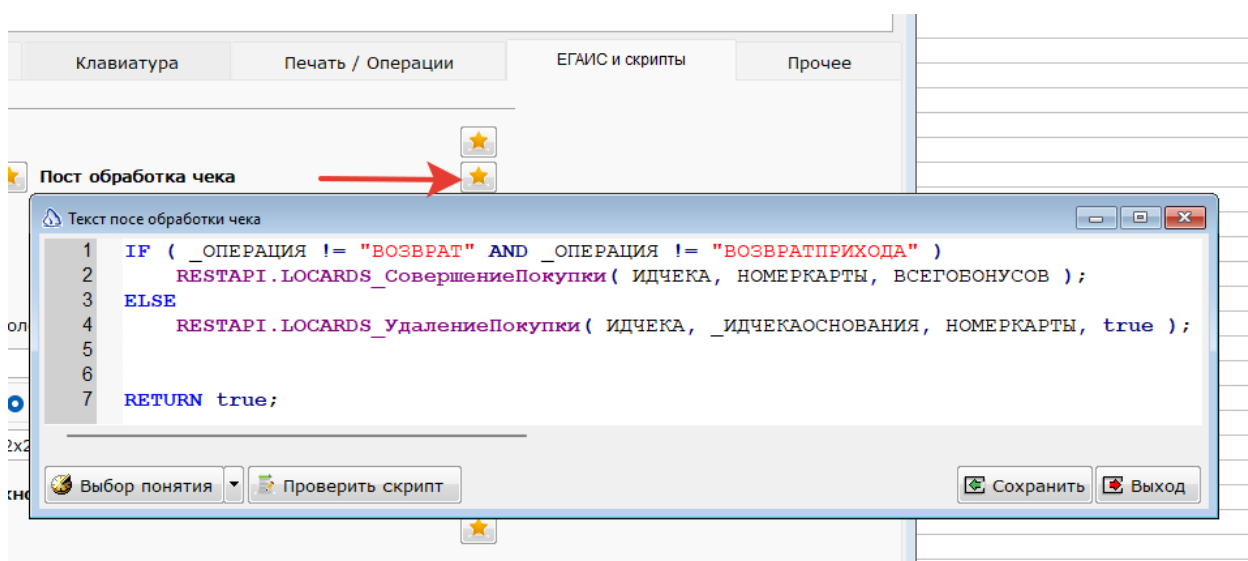 Клавиатура
Печать / Операции
ЕГАИС и скрипты
Прочее
Пост обработка чека
Текст посе обработки чека
1 IF ( _ОПЕРАЦИЯ != "ВОЗВРАТ" AND _ОПЕРАЦИЯ != "ВОЗВРАТПРИХОДА" )
2 RESTAPI.LOCARDS_СовершениеПокупки( ИДЧЕКА, НОМЕРКАРТЫ, ВСЕГОБОНУСОВ );
3 ELSE
4 RESTAPI.LOCARDS_УдалениеПокупки( ИДЧЕКА, _ИДЧЕКАОСНОВАНИЯ, НОМЕРКАРТЫ, true );
5
6
7 RETURN true;
Выбор понятия
Проверить скрипт
Сохранить
Выход